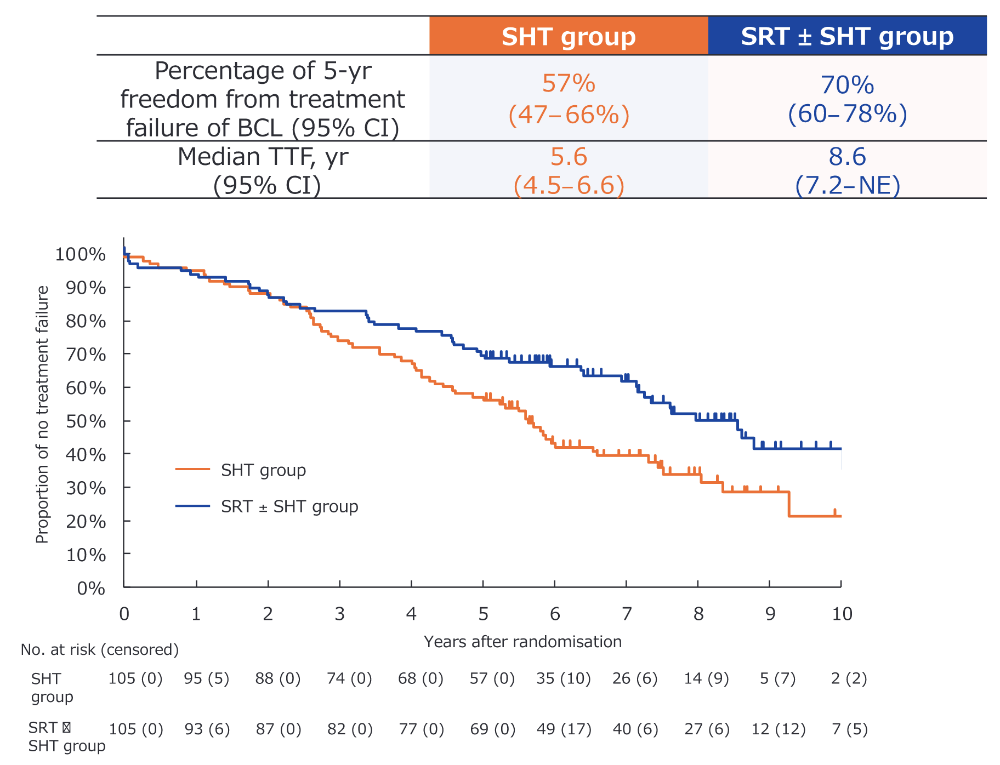 SHT group SRT ± SHT group
Percentage of 5-yr
freedom from treatment
failure of BCL (95% CI)
57%
(47–66%)
70%
(60–78%)
Median TTF, yr
(95% CI)
5.6
(4.5–6.6)
8.6
(7.2–NE)
Proportion of no treatment failure
100%
90%
80%
70%
60%
50%
40%
30%
20%
10%
0%
SHT group
SRT ± SHT group
0 1 2 3 4 5 6 7 8 9 10
Years after randomisation
No. at risk (censored)
SHT
group
105 (0) 95 (5) 88 (0) 74 (0) 68 (0) 57 (0) 35 (10) 26 (6) 14 (9) 5 (7) 2 (2)
SRT
SHT group
105 (0) 93 (6) 87 (0) 82 (0) 77 (0) 69 (0) 49 (17) 40 (6) 27 (6) 12 (12) 7 (5)